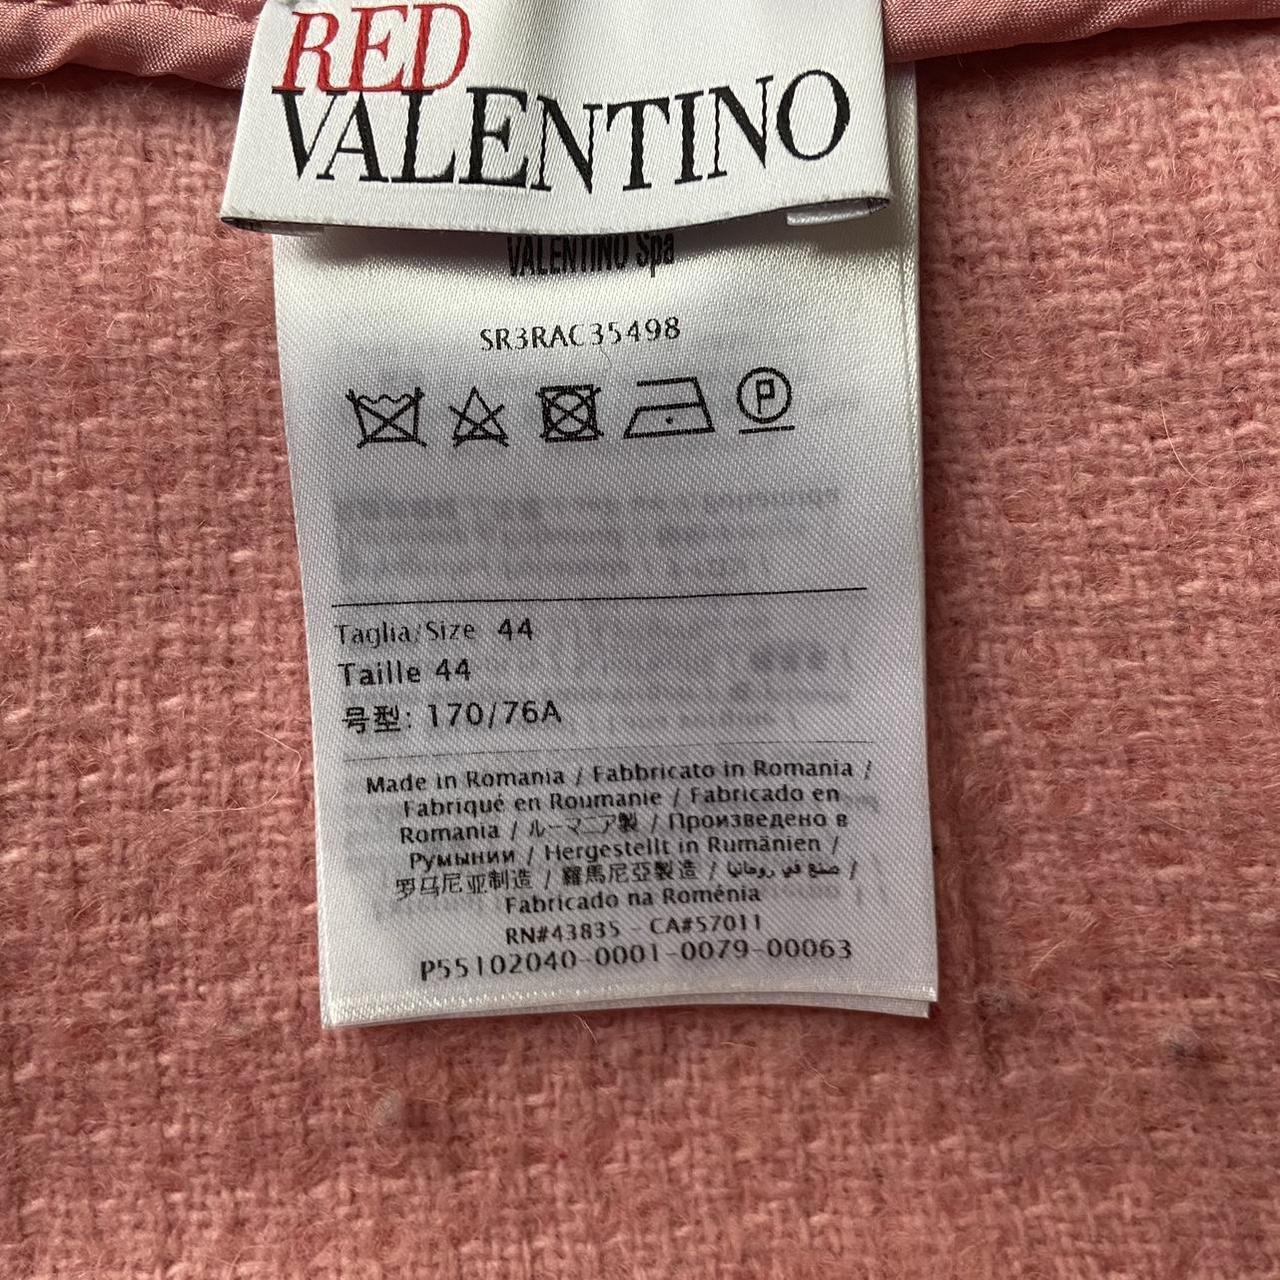 RED
VALENTINO
VALENTINO Spa
SR3RAC35498
P
Taglia/Size 44
Taille 44
号型: 170/76A
Made in Romania / Fabbricato in Romania /
Fabriqué en Roumanie / Fabricado en
Romania / ルーマニア製 / Произведено в
Румынии / Hergestellt in Rumänien /
罗马尼亚制造 / 羅馬尼亞製造 / صنع في رومانيا /
Fabricado na Roménia
RN#43835 - CA#57011
P55102040-0001-0079-00063